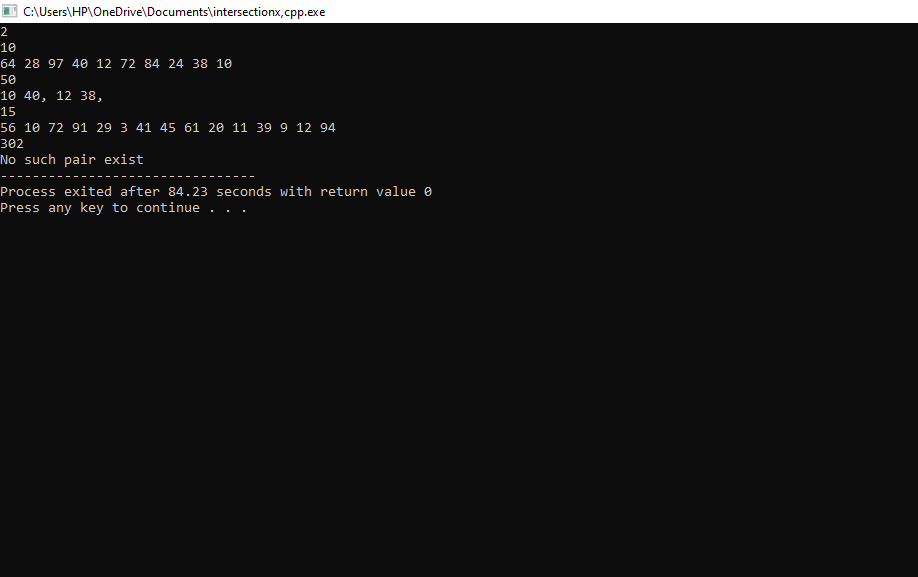 C:\Users\HP\OneDrive\Documents\intersectionx,cpp.exe
2
10
64 28 97 40 12 72 84 24 38 10
50
10 40, 12 38,
15
56 10 72 91 29 3 41 45 61 20 11 39 9 12 94
302
No such pair exist
--------------------------------
Process exited after 84.23 seconds with return value 0
Press any key to continue . . .